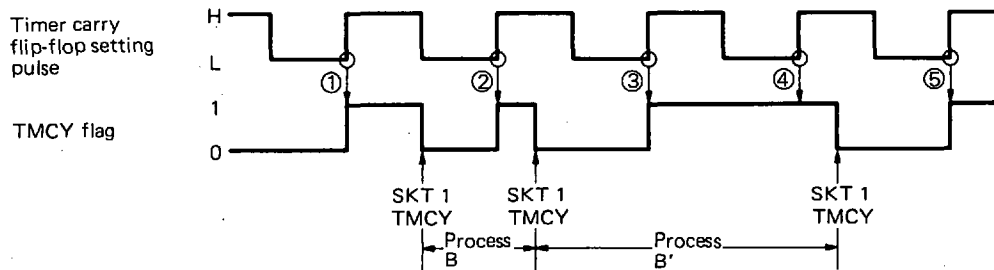 Timer carry
flip-flop setting
pulse
H
L
① ② ③ ④ ⑤
TMCY flag
1
0
SKT 1
TMCY
SKT 1
TMCY
SKT 1
TMCY
Process
B
Process
B'